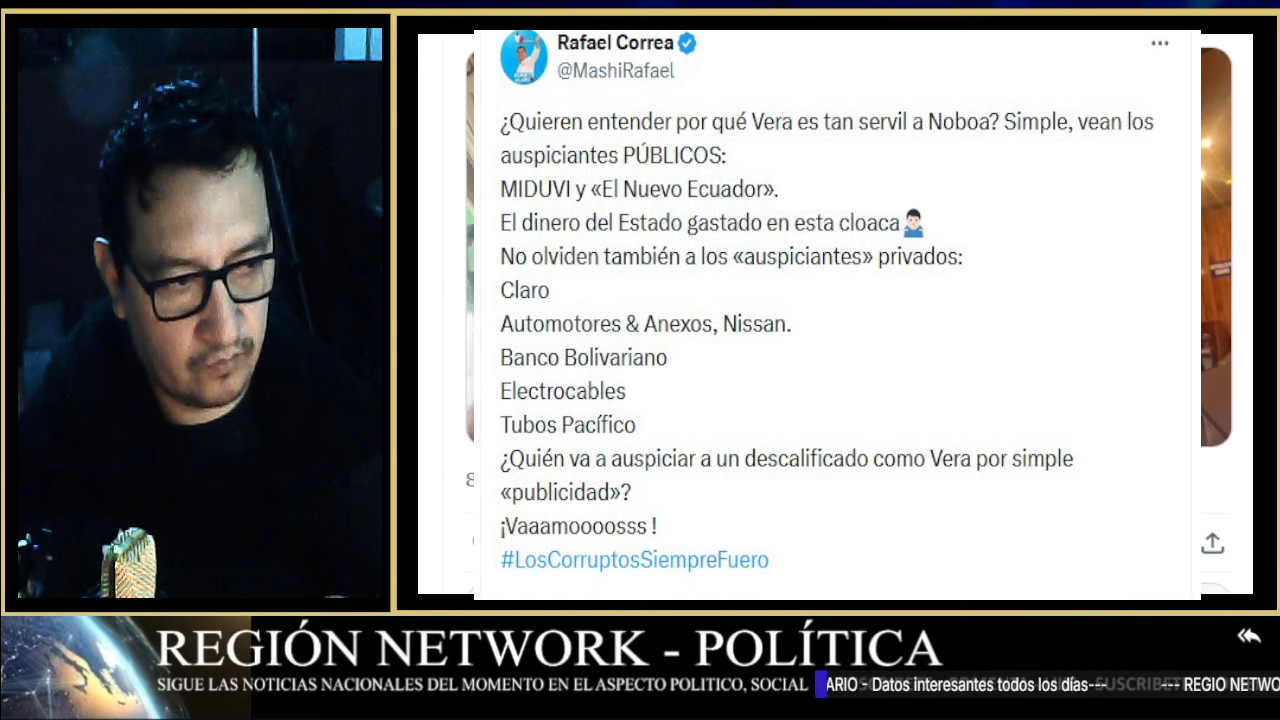 Rafael Correa
@MashiRafael
¿Quieren entender por qué Vera es tan servil a Noboa? Simple, vean los
auspiciantes PÚBLICOS:
MIDUVI y «El Nuevo Ecuador».
El dinero del Estado gastado en esta cloaca🤷🏻‍♂️
No olviden también a los «auspiciantes» privados:
Claro
Automotores & Anexos, Nissan.
Banco Bolivariano
Electrocables
Tubos Pacífico
¿Quién va a auspiciar a un descalificado como Vera por simple
«publicidad»?
¡Vaaamoooosss !
#LosCorruptosSiempreFuero
REGIÓN NETWORK - POLÍTICA
SIGUE LAS NOTICIAS NACIONALES DEL MOMENTO EN EL ASPECTO POLITICO, SOCIAL
ARIO - Datos interesantes todos los días--- --- REGIO NETWO